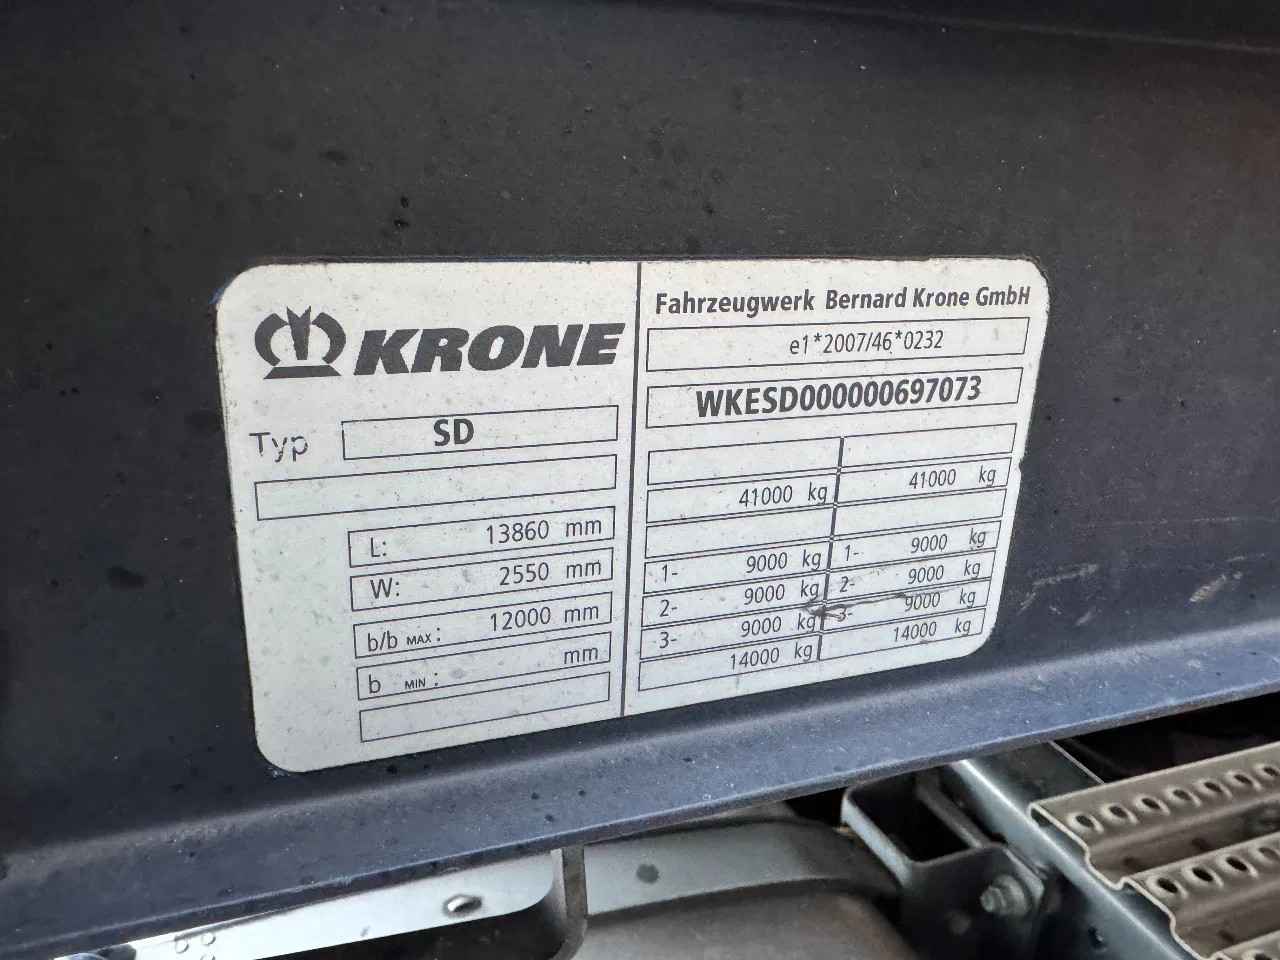 KRONE
Typ SD
L: 13860 mm
W: 2550 mm
b/b MAX : 12000 mm
b MIN : mm
Fahrzeugwerk Bernard Krone GmbH
e1*2007/46*0232
WKESD000000697073
41000 kg 41000 kg
1- 9000 kg 1- 9000 kg
2- 9000 kg 2- 9000 kg
3- 9000 kg 3- 9000 kg
14000 kg 14000 kg